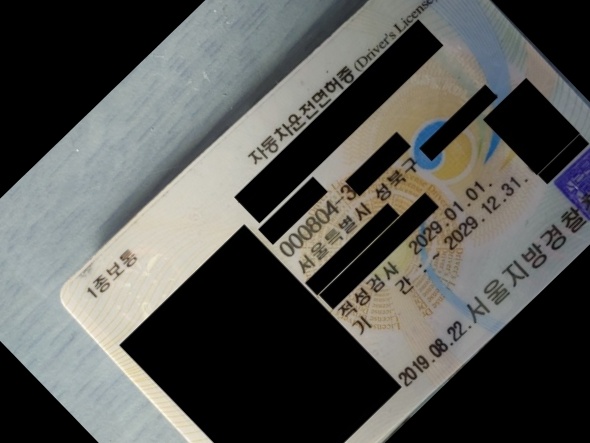 자동차운전면허증 (Driver's License)
1종보통
000804-3
서울특별시 성북구
적성검사 2029.01.01.
기 간 : ~ 2029.12.31.
2019.08.22. 서울지방경찰청